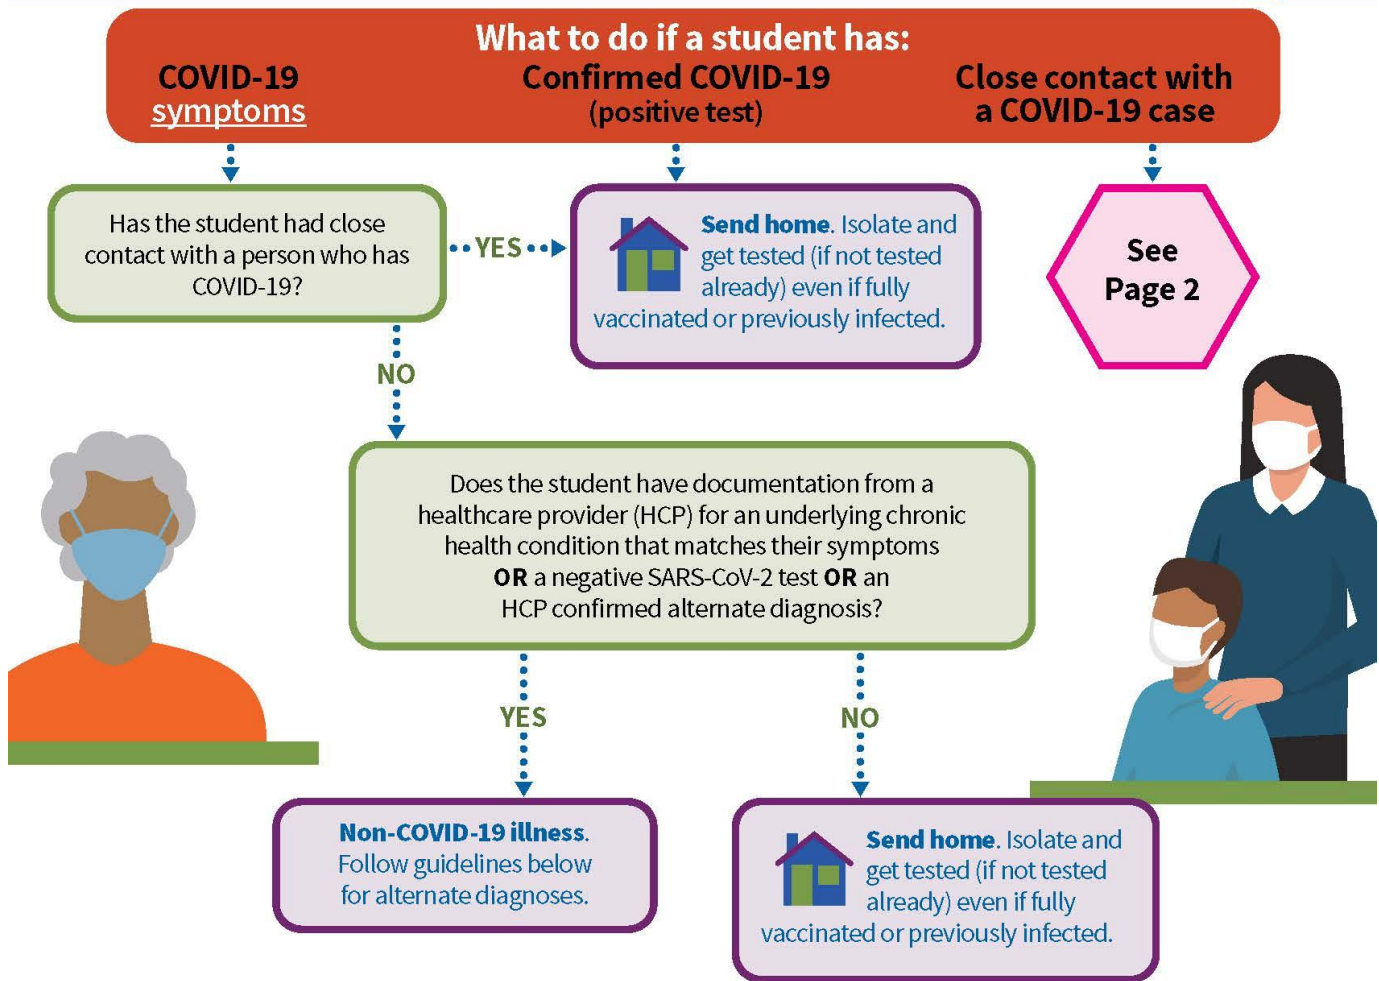 What to do if a student has:
COVID-19
symptoms
Confirmed COVID-19
(positive test)
Close contact with
a COVID-19 case
Has the student had close
contact with a person who has
COVID-19?
YES
Send home. Isolate and
get tested (if not tested
already) even if fully
vaccinated or previously infected.
See
Page 2
NO
Does the student have documentation from a
healthcare provider (HCP) for an underlying chronic
health condition that matches their symptoms
OR a negative SARS-CoV-2 test OR an
HCP confirmed alternate diagnosis?
YES
NO
Non-COVID-19 illness.
Follow guidelines below
for alternate diagnoses.
Send home. Isolate and
get tested (if not tested
already) even if fully
vaccinated or previously infected.